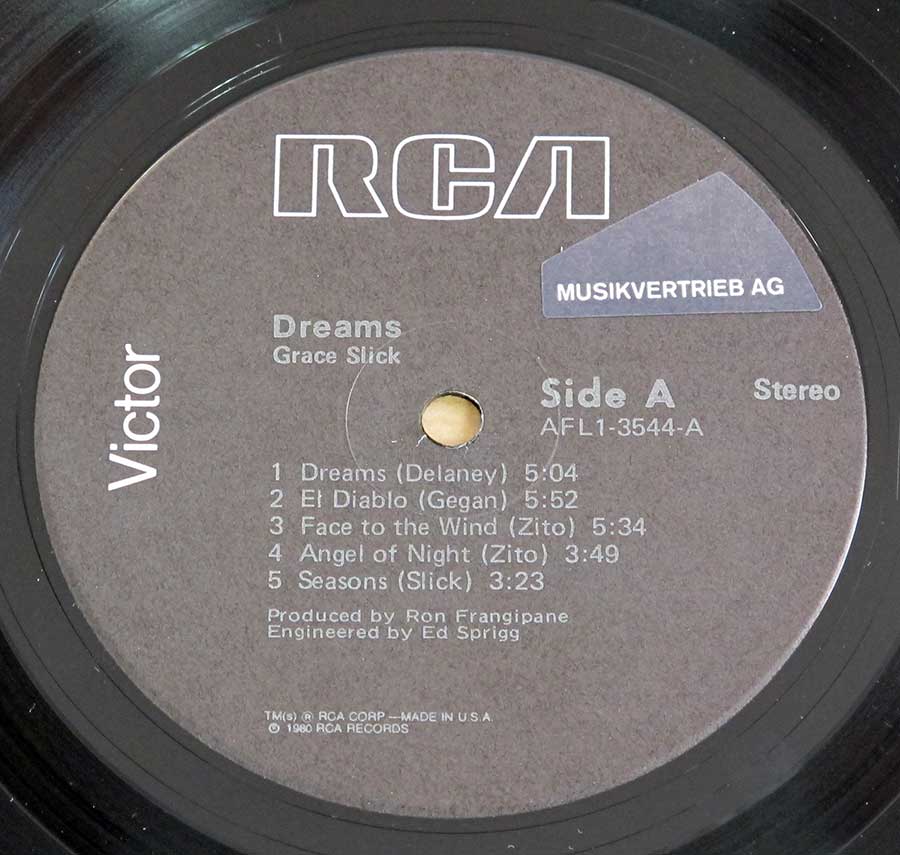 RCA
MUSIKVERTRIEB AG
Dreams
Grace Slick
Victor
Side A
Stereo
AFL1-3544-A
1 Dreams (Delaney) 5:04
2 El Diablo (Gegan) 5:52
3 Face to the Wind (Zito) 5:34
4 Angel of Night (Zito) 3:49
5 Seasons (Slick) 3:23
Produced by Ron Frangipane
Engineered by Ed Sprigg
TM(s) ® RCA CORP—MADE IN U.S.A.
℗ 1980 RCA RECORDS